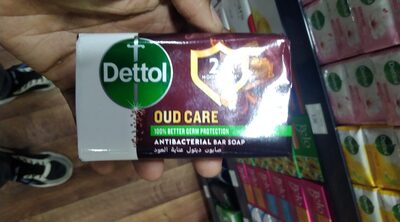 Dettol
OUD CARE
100% BETTER GERM PROTECTION
ANTIBACTERIAL BAR SOAP
صابون ديتول عناية العود